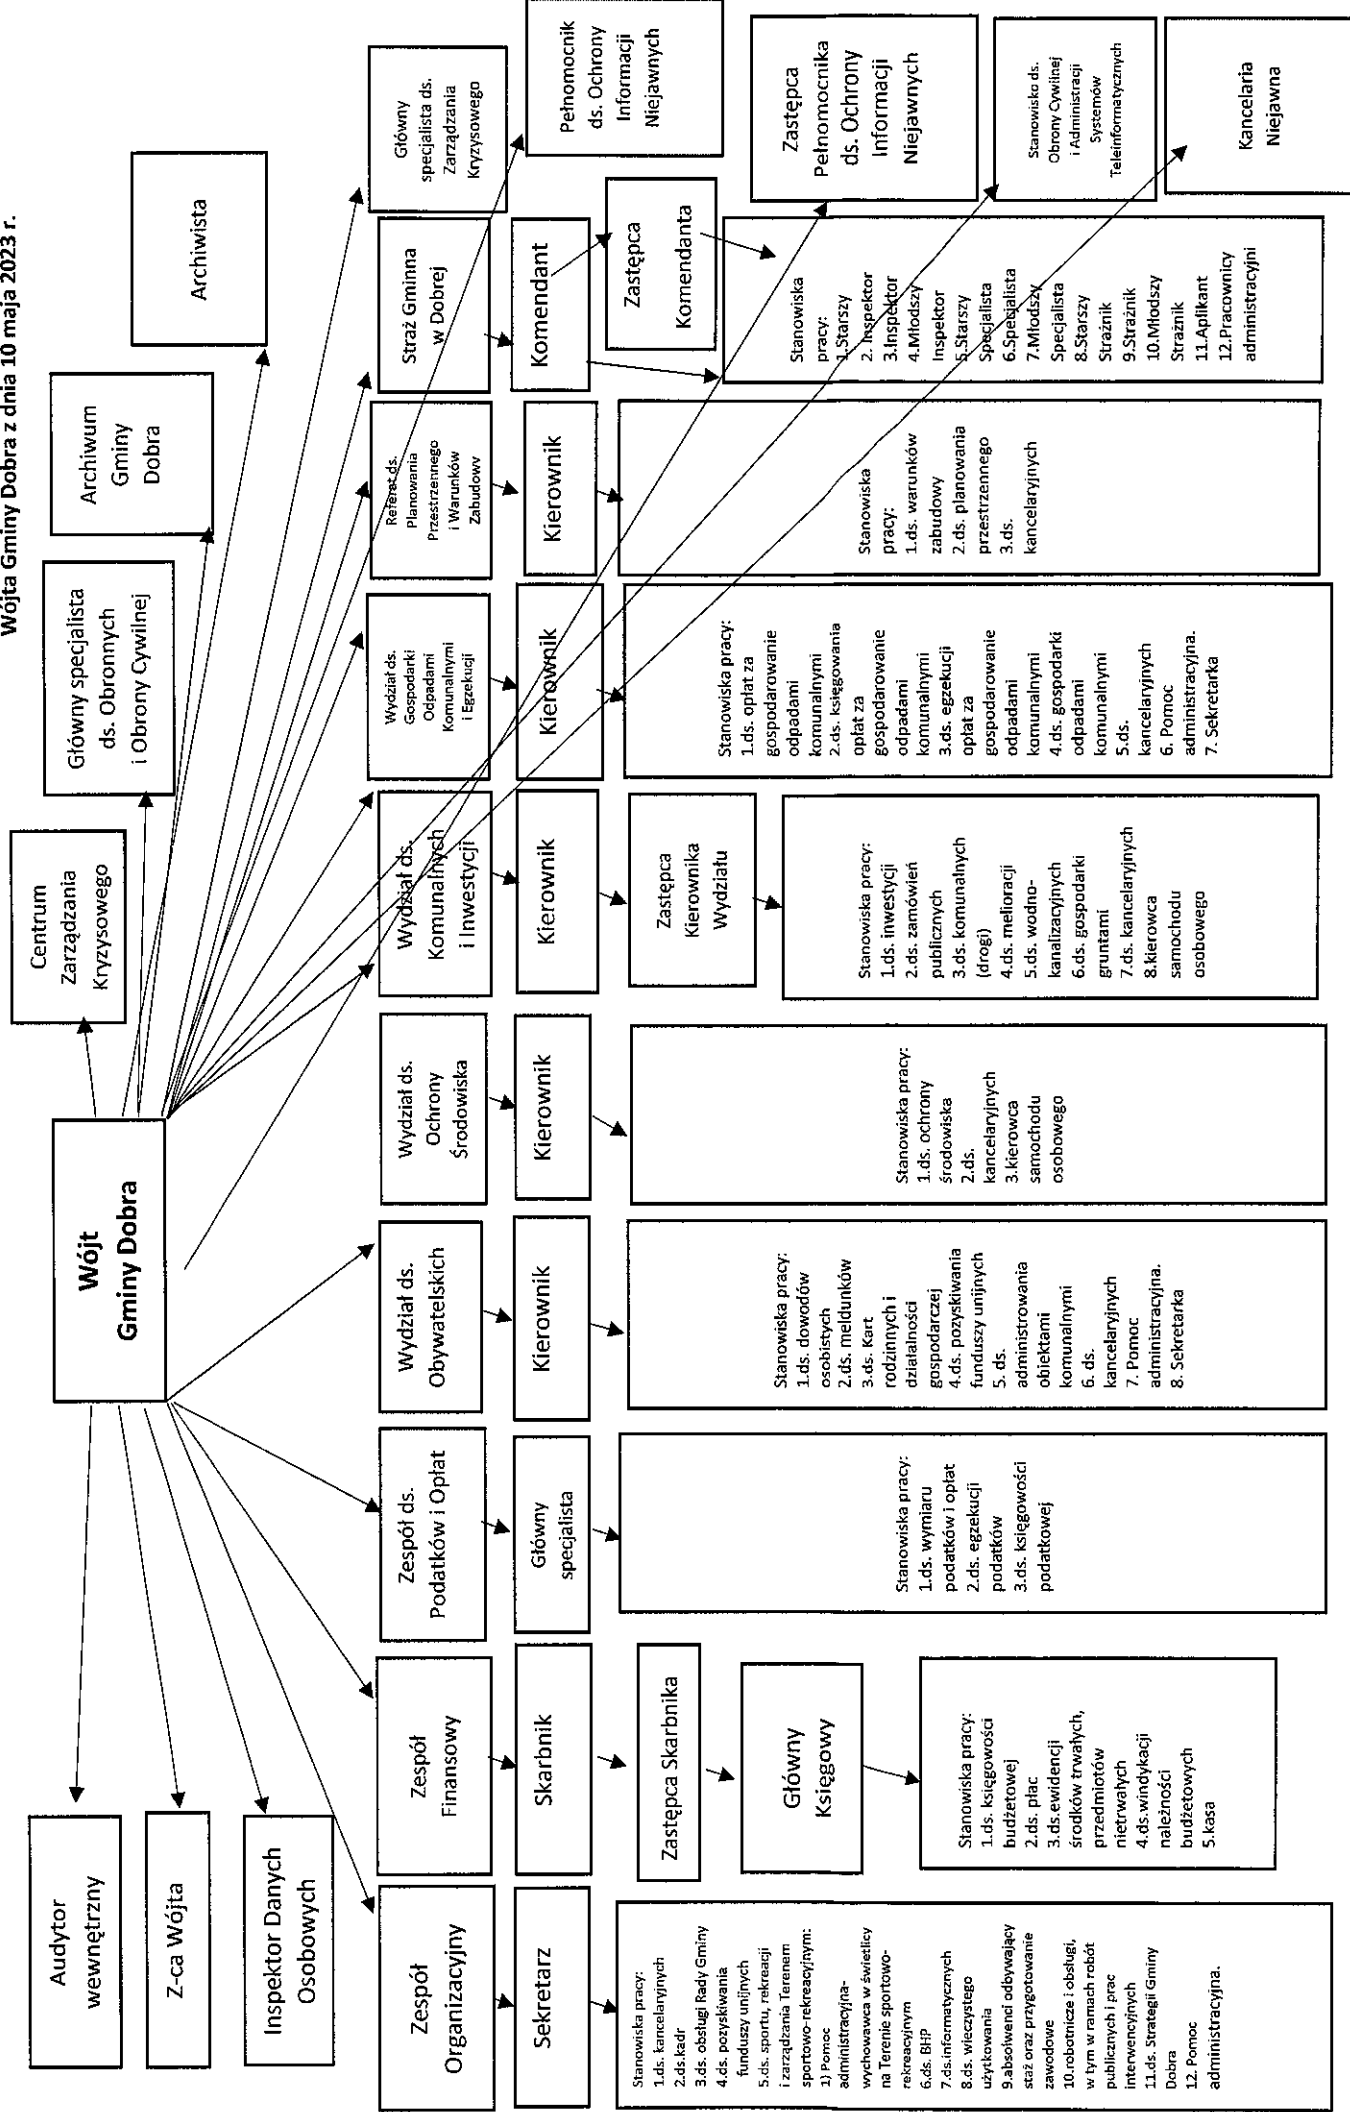 Wójta Gminy Dobra z dnia 10 maja 2023 r.
Wójt
Gminy Dobra
Audytor
wewnętrzny
Z-ca Wójta
Inspektor Danych
Osobowych
Centrum
Zarządzania
Kryzysowego
Główny specjalista
ds. Obronnych
i Obrony Cywilnej
Archiwum
Gminy
Dobra
Archiwista
Zespół
Organizacyjny
Sekretarz
Stanowiska pracy:
1.ds. kancelaryjnych
2.ds.kadr
3.ds. obsługi Rady Gminy
4.ds. pozyskiwania
funduszy unijnych
5.ds. sportu, rekreacji
i zarządzania Terenem
sportowo-rekreacyjnym:
1) Pomoc
administracyjna-
wychowawca w świetlicy
na Terenie sportowo-
rekreacyjnym
6.ds. BHP
7.ds.informatycznych
8.ds. wieczystego
użytkowania
9.absolwenci odbywający
staż oraz przygotowanie
zawodowe
10.robotnicze i obsługi,
w tym w ramach robót
publicznych i prac
interwencyjnych
11.ds. Strategii Gminy
Dobra
12. Pomoc
administracyjna.
Zespół
Finansowy
Skarbnik
Zastępca Skarbnika
Główny
Księgowy
Stanowiska pracy:
1.ds. księgowości
budżetowej
2.ds. płac
3.ds.ewidencji
środków trwałych,
przedmiotów
nietrwałych
4.ds.windykacji
należności
budżetowych
5.kasa
Zespół ds.
Podatków i Opłat
Główny
specjalista
Stanowiska pracy:
1.ds. wymiaru
podatków i opłat
2.ds. egzekucji
podatków
3.ds. księgowości
podatkowej
Wydział ds.
Obywatelskich
Kierownik
Stanowiska pracy:
1.ds. dowodów
osobistych
2.ds. meldunków
3.ds. Kart
rodzinnych i
działalności
gospodarczej
4.ds. pozyskiwania
funduszy unijnych
5. ds.
administrowania
obiektami
komunalnymi
6. ds.
kancelaryjnych
7. Pomoc
administracyjna.
8. Sekretarka
Wydział ds.
Ochrony
Środowiska
Kierownik
Stanowiska pracy:
1.ds. ochrony
środowiska
2.ds.
kancelaryjnych
3.kierowca
samochodu
osobowego
Wydział ds.
Komunalnych
i Inwestycji
Kierownik
Zastępca
Kierownika
Wydziału
Stanowiska pracy:
1.ds. inwestycji
2.ds. zamówień
publicznych
3.ds. komunalnych
(drogi)
4.ds. melioracji
5.ds. wodno-
kanalizacyjnych
6.ds. gospodarki
gruntami
7.ds. kancelaryjnych
8.kierowca
samochodu
osobowego
Wydział ds.
Gospodarki
Odpadami
Komunalnymi
i Egzekucji
Kierownik
Stanowiska pracy:
1.ds. opłat za
gospodarowanie
odpadami
komunalnymi
2.ds. księgowania
opłat za
gospodarowanie
odpadami
komunalnymi
3.ds. egzekucji
opłat za
gospodarowanie
odpadami
komunalnymi
4.ds. gospodarki
odpadami
komunalnymi
5.ds.
kancelaryjnych
6. Pomoc
administracyjna.
7. Sekretarka
Referat ds.
Planowania
Przestrzennego
i Warunków
Zabudowy
Kierownik
Stanowiska
pracy:
1.ds. warunków
zabudowy
2.ds. planowania
przestrzennego
3.ds.
kancelaryjnych
Straż Gminna
w Dobrej
Komendant
Zastępca
Komendanta
Stanowiska
pracy:
1.Starszy
2. Inspektor
3.Inspektor
4.Młodszy
Inspektor
5.Starszy
Specjalista
6.Specjalista
7.Młodszy
Specjalista
8.Starszy
Strażnik
9.Strażnik
10.Młodszy
Strażnik
11.Aplikant
12.Pracownicy
administracyjni
Główny
specjalista ds.
Zarządzania
Kryzysowego
Pełnomocnik
ds. Ochrony
Informacji
Niejawnych
Zastępca
Pełnomocnika
ds. Ochrony
Informacji
Niejawnych
Stanowisko ds.
Obrony Cywilnej
i Administracji
Systemów
Teleinformatycznych
Kancelaria
Niejawna